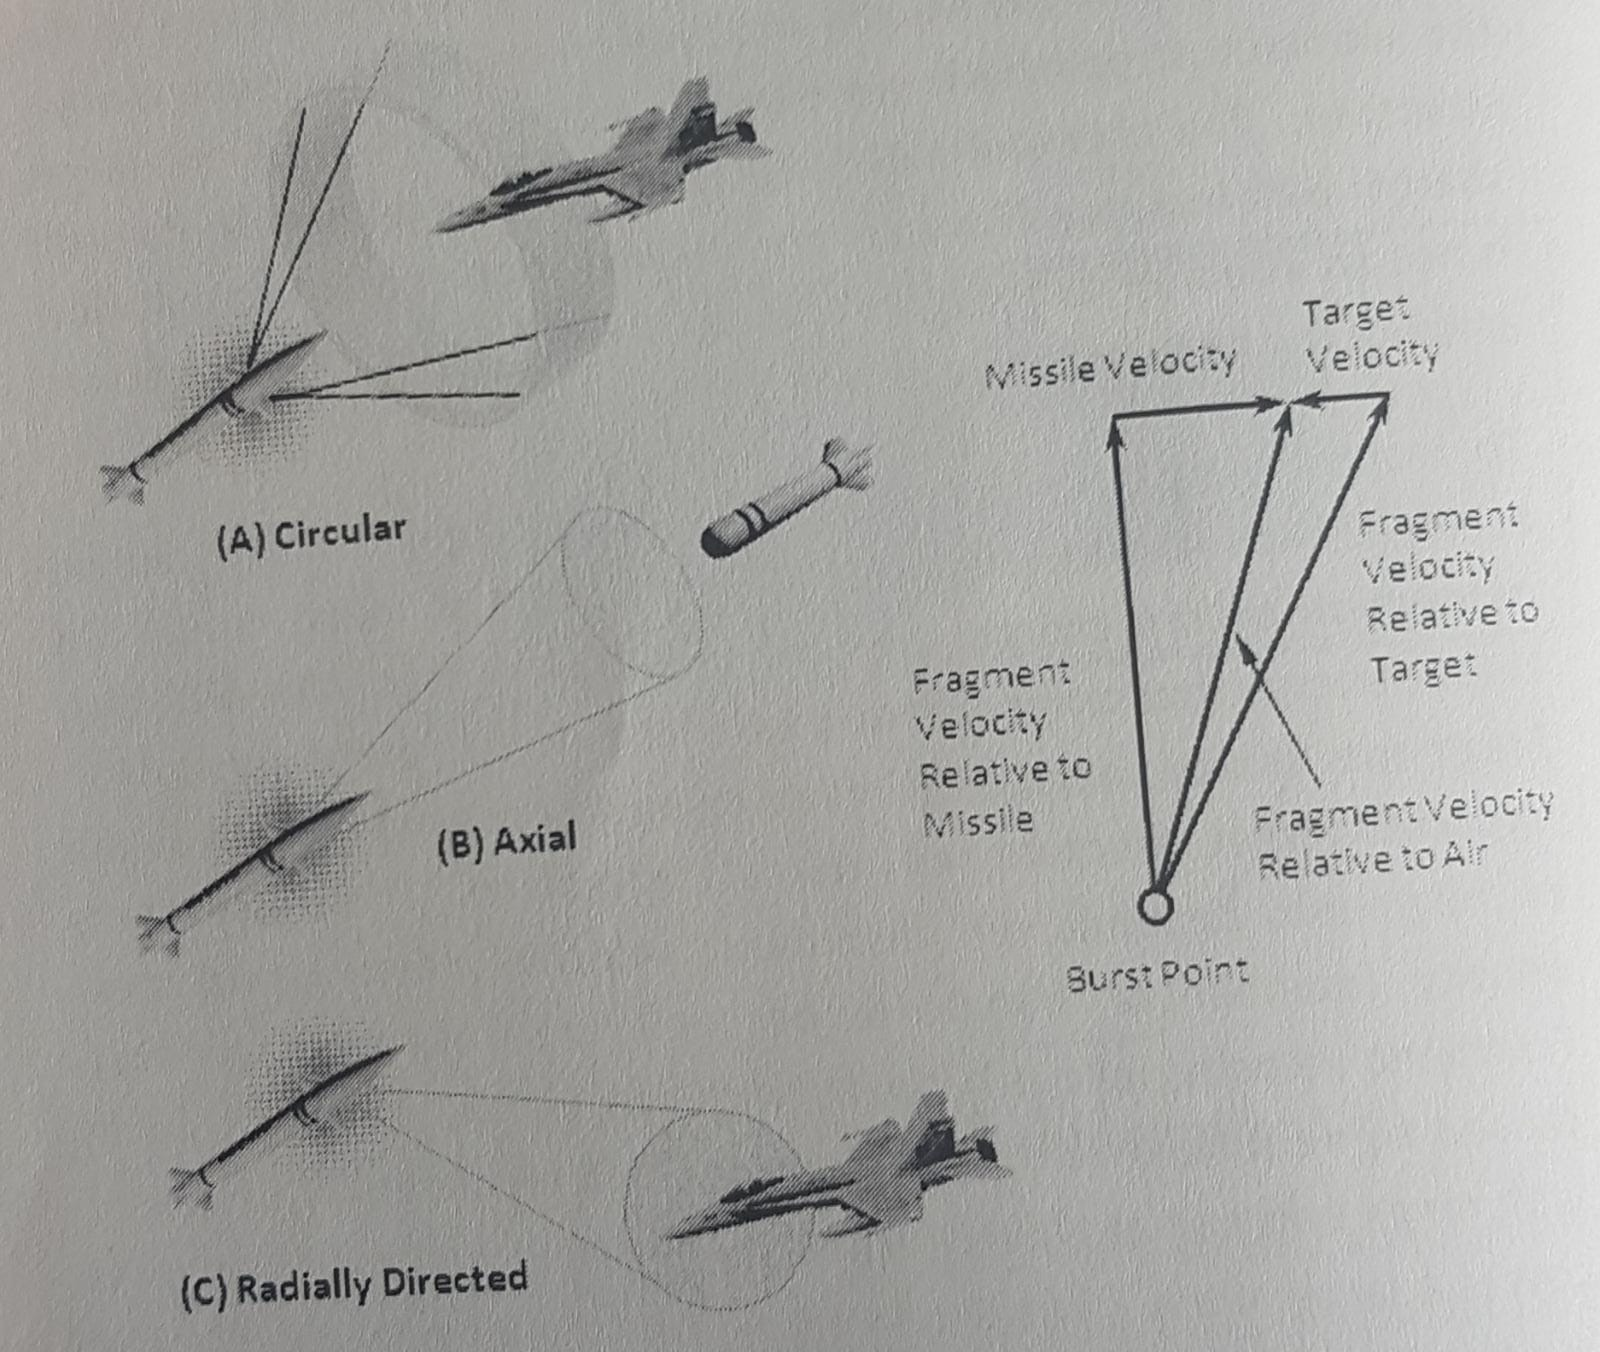 (A) Circular
(B) Axial
(C) Radially Directed
Missile Velocity
Target
Velocity
Fragment
Velocity
Relative to
Target
Fragment
Velocity
Relative to
Missile
Fragment Velocity
Relative to Air
Burst Point